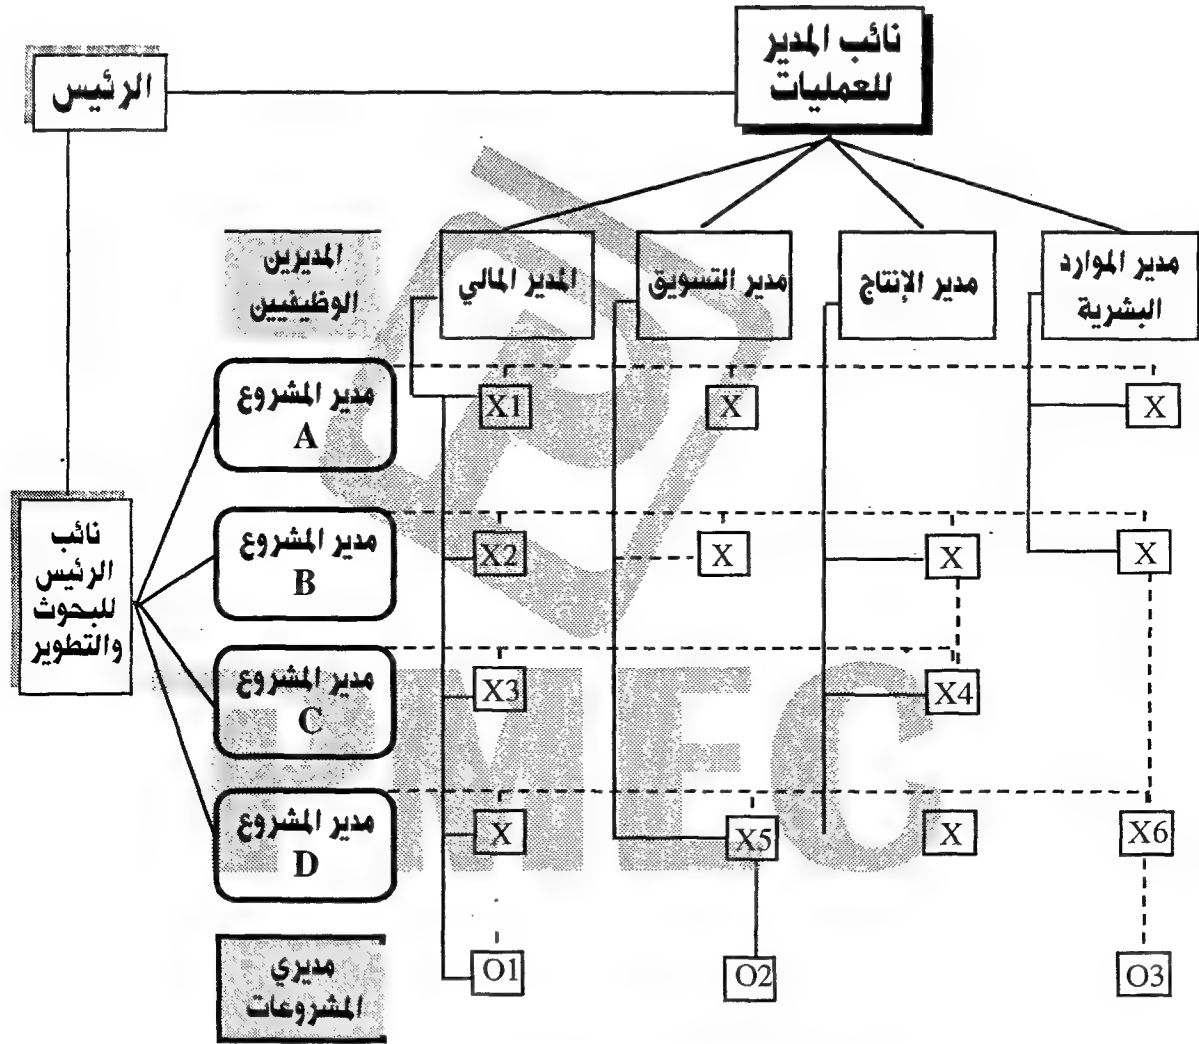 نائب المدير
للعمليات
الرئيس
المديرين
الوظيفيين
المدير المالي
مدير التسويق
مدير الإنتاج
مدير الموارد
البشرية
مدير المشروع
A
X1
X
X
نائب
الرئيس
للبحوث
والتطوير
مدير المشروع
B
X2
X
X
X
مدير المشروع
C
X3
X4
مدير المشروع
D
X
X5
X
X6
مديري
المشروعات
O1
O2
O3
PMEC